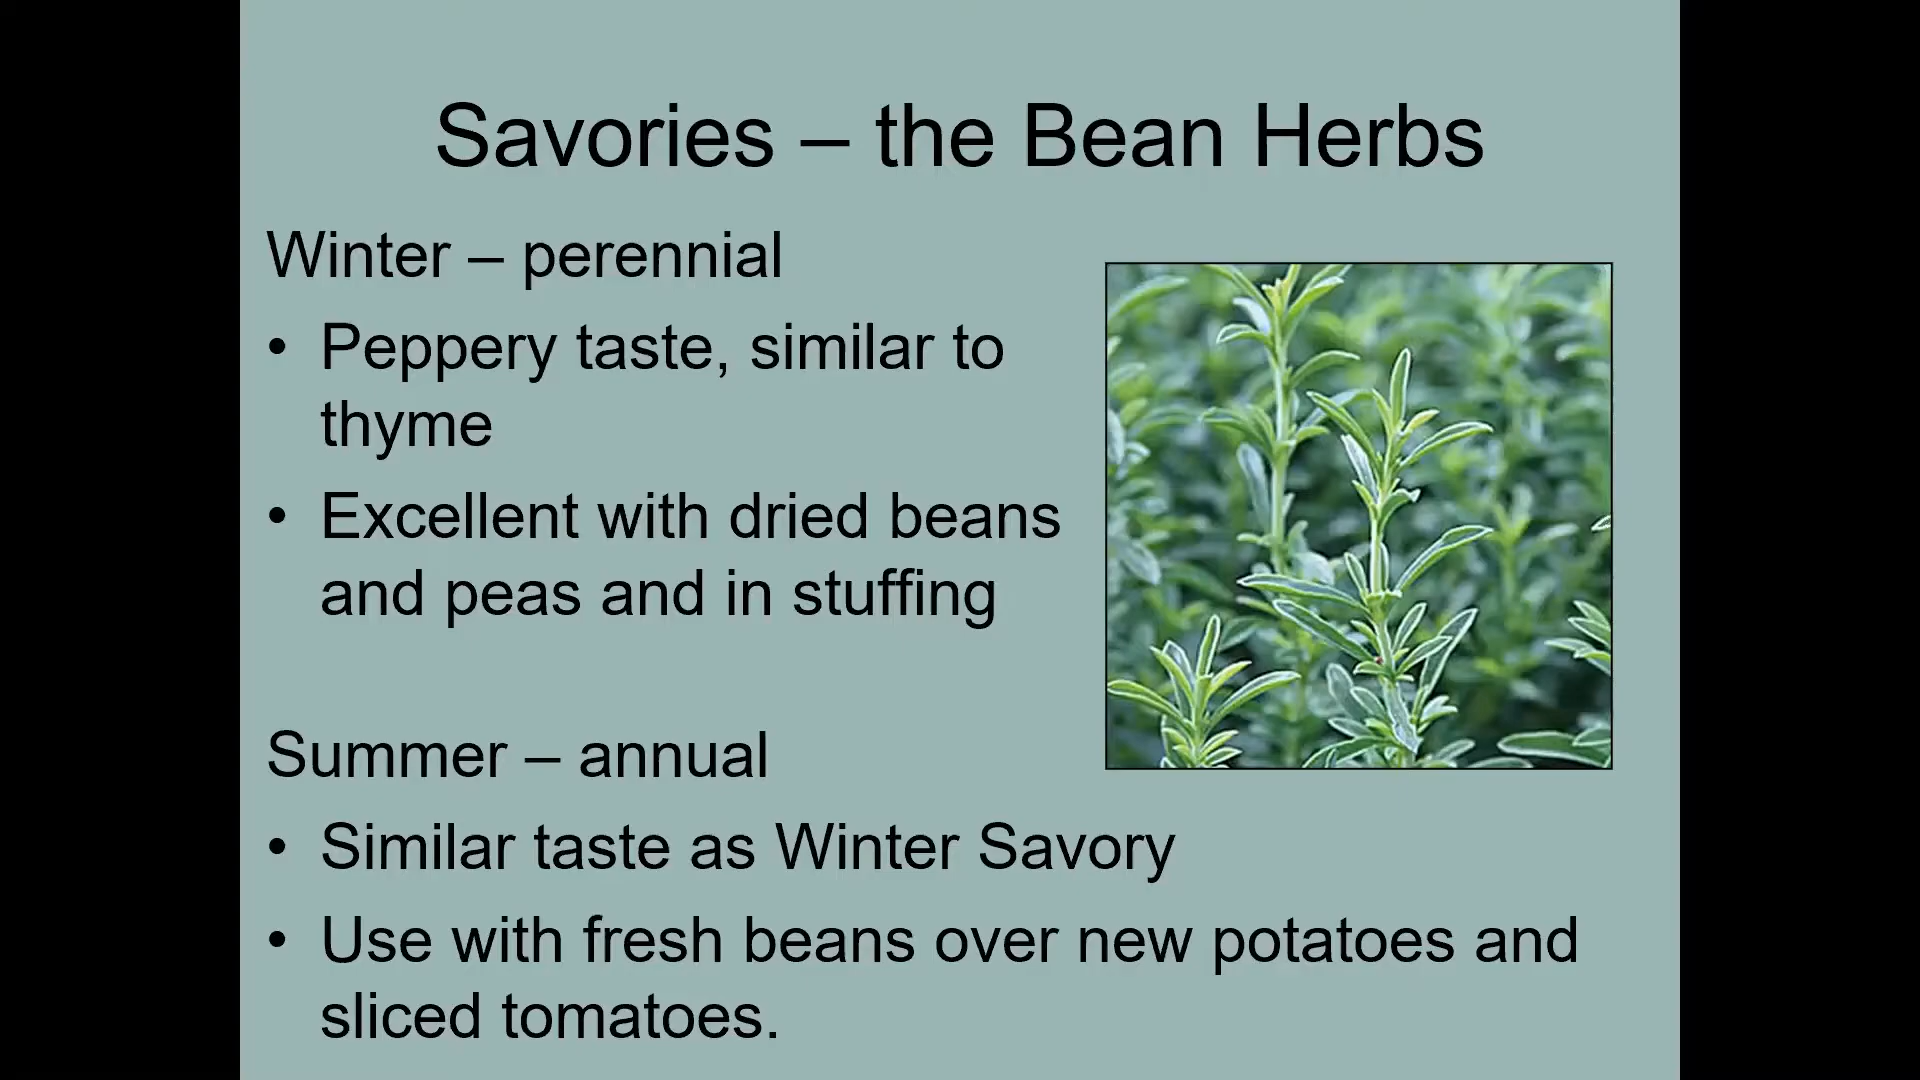 Savories – the Bean Herbs
Winter – perennial
• Peppery taste, similar to
thyme
• Excellent with dried beans
and peas and in stuffing
Summer – annual
• Similar taste as Winter Savory
• Use with fresh beans over new potatoes and
sliced tomatoes.